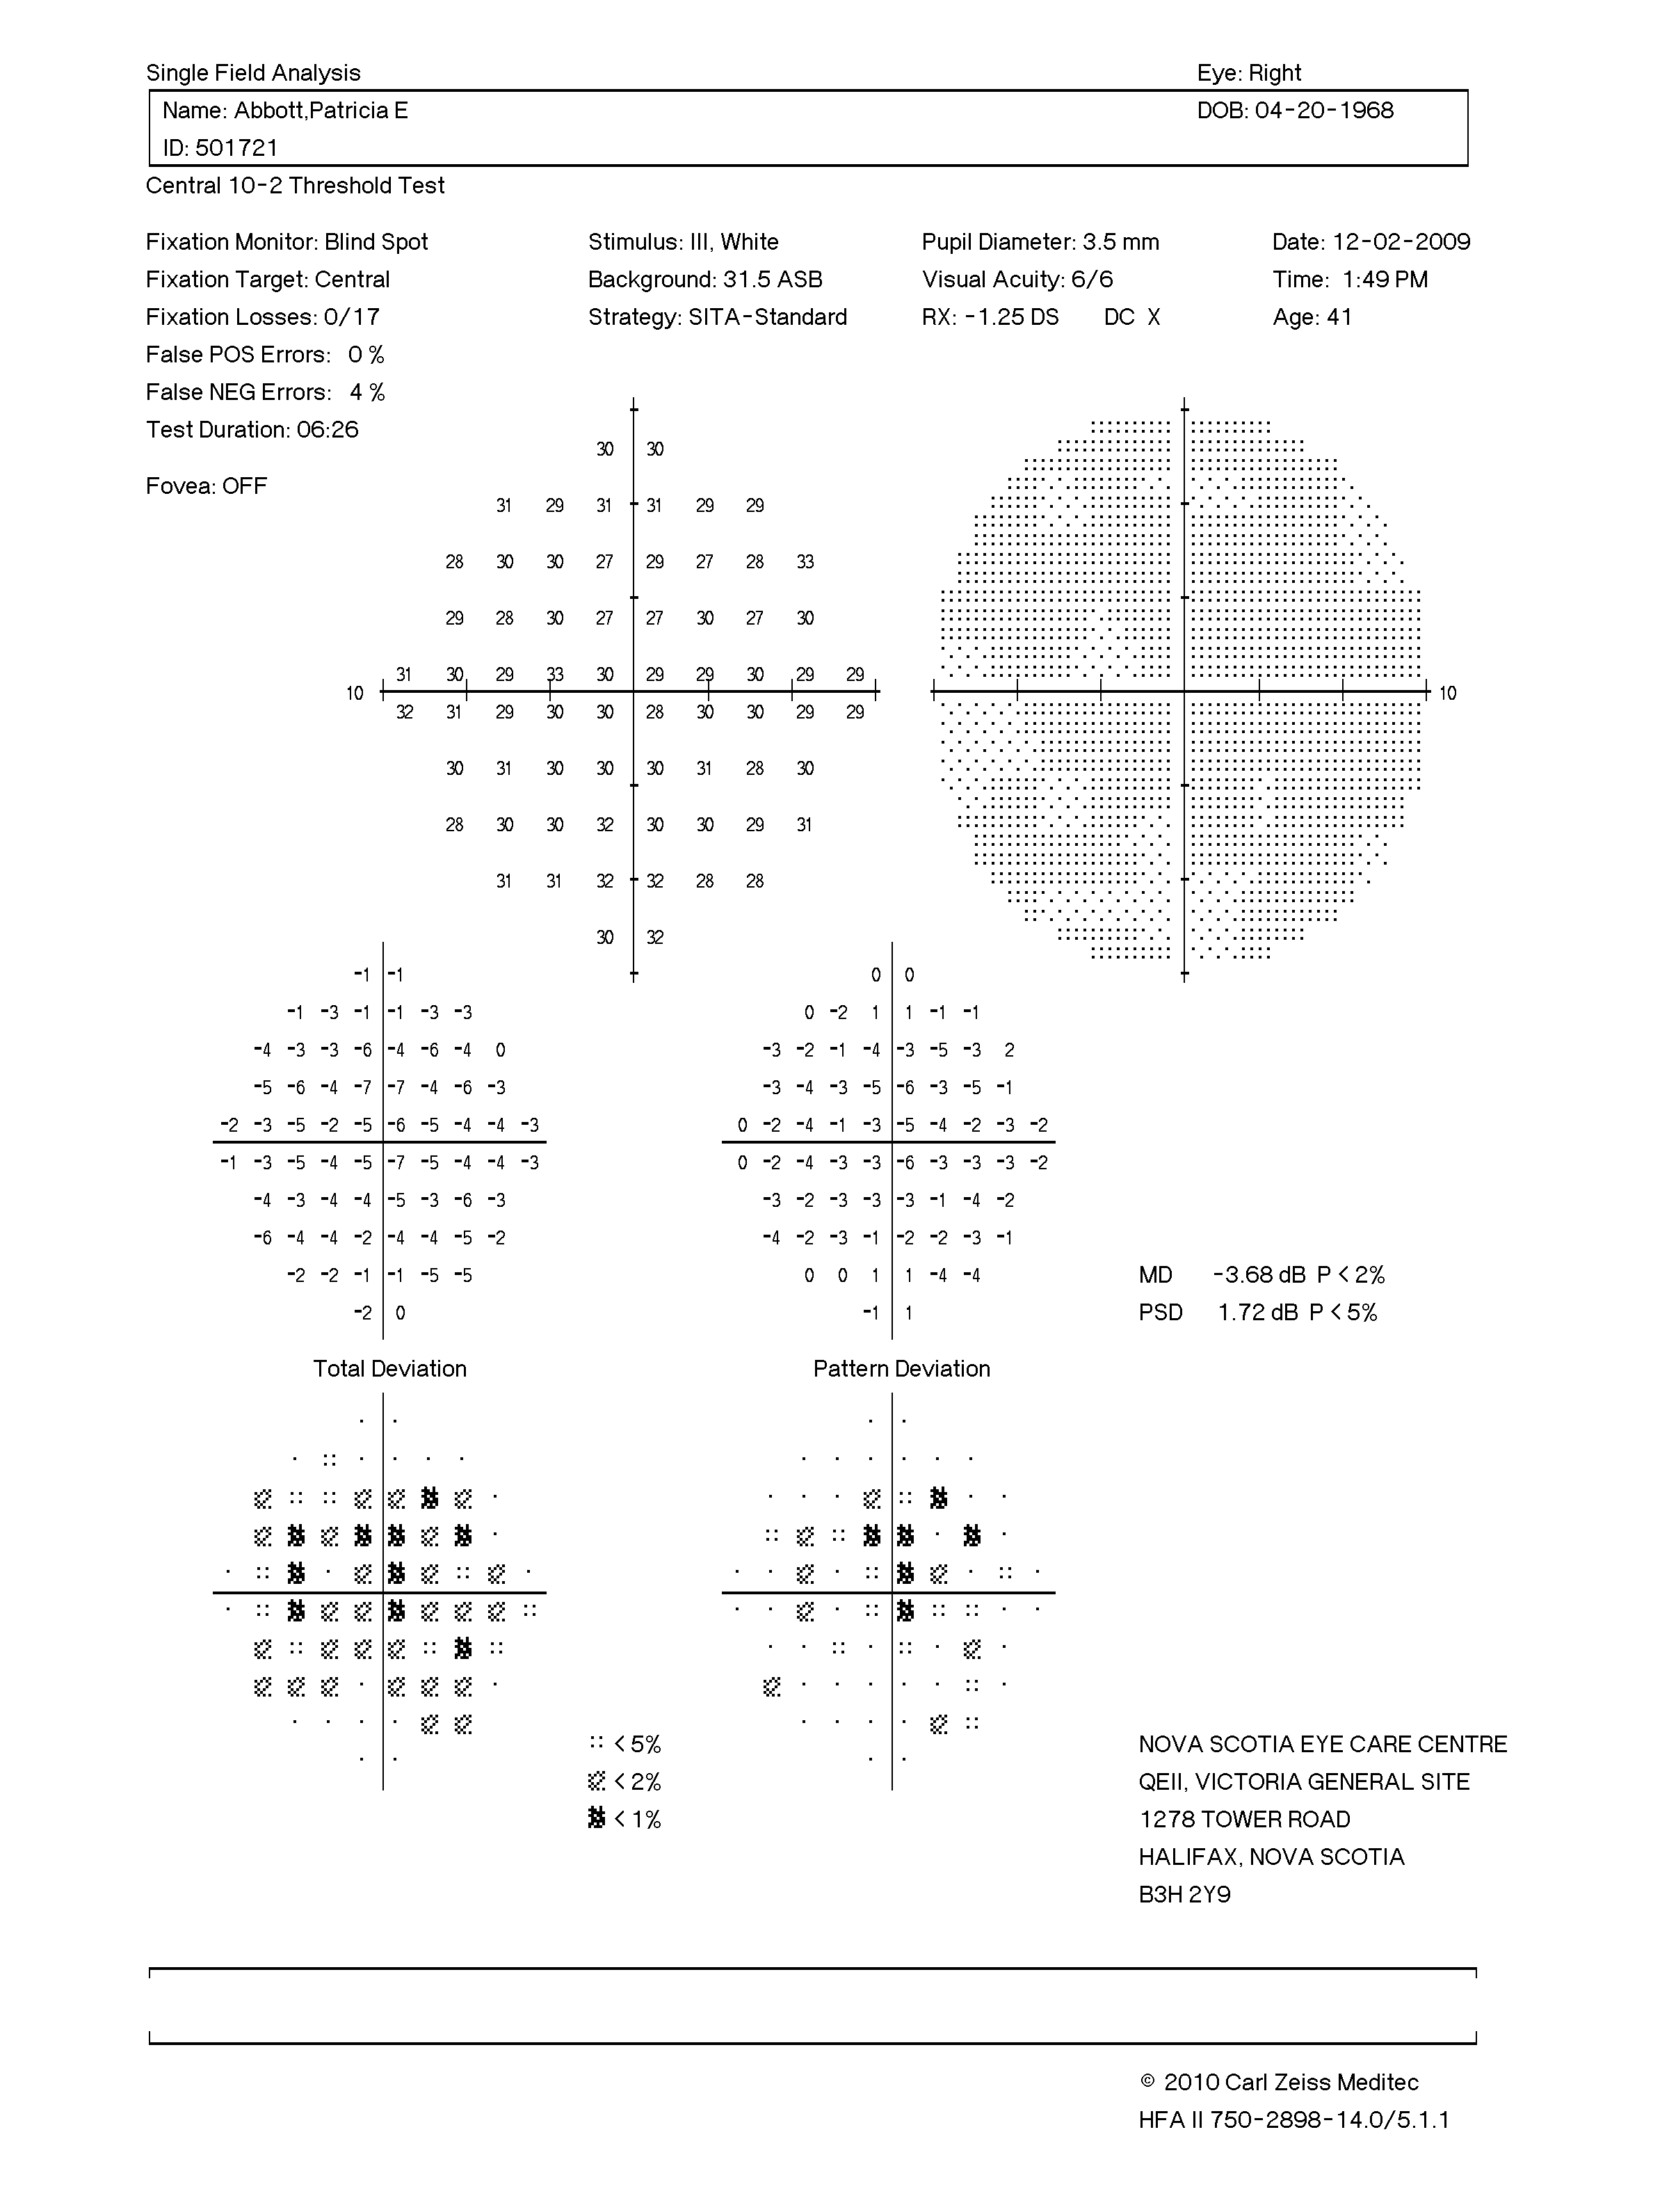 Single Field Analysis Eye: Right
Name: Abbott,Patricia E DOB: 04-20-1968
ID: 501721
Central 10-2 Threshold Test
Fixation Monitor: Blind Spot Stimulus: III, White Pupil Diameter: 3.5 mm Date: 12-02-2009
Fixation Target: Central Background: 31.5 ASB Visual Acuity: 6/6 Time: 1:49 PM
Fixation Losses: 0/17 Strategy: SITA-Standard RX: -1.25 DS DC X Age: 41
False POS Errors: 0 %
False NEG Errors: 4 %
Test Duration: 06:26
Fovea: OFF
30 30
31 29 31 31 29 29
28 30 30 27 29 27 28 33
29 28 30 27 27 30 27 30
31 30 29 33 30 29 29 30 29 29
10 10
32 31 29 30 30 28 30 30 29 29
30 31 30 30 30 31 28 30
28 30 30 32 30 30 29 31
31 31 32 32 28 28
30 32
-1 -1 0 0
-1 -3 -1 -1 -3 -3 0 -2 1 1 -1 -1
-4 -3 -3 -6 -4 -6 -4 0 -3 -2 -1 -4 -3 -5 -3 2
-5 -6 -4 -7 -7 -4 -6 -3 -3 -4 -3 -5 -6 -3 -5 -1
-2 -3 -5 -2 -5 -6 -5 -4 -4 -3 0 -2 -4 -1 -3 -5 -4 -2 -3 -2
-1 -3 -5 -4 -5 -7 -5 -4 -4 -3 0 -2 -4 -3 -3 -6 -3 -3 -3 -2
-4 -3 -4 -4 -5 -3 -6 -3 -3 -2 -3 -3 -3 -1 -4 -2
-6 -4 -4 -2 -4 -4 -5 -2 -4 -2 -3 -1 -2 -2 -3 -1
-2 -2 -1 -1 -5 -5 0 0 1 1 -4 -4 MD -3.68 dB P < 2%
-2 0 -1 1 PSD 1.72 dB P < 5%
Total Deviation Pattern Deviation
< 5%
< 2%
< 1%
NOVA SCOTIA EYE CARE CENTRE
QEII, VICTORIA GENERAL SITE
1278 TOWER ROAD
HALIFAX, NOVA SCOTIA
B3H 2Y9
© 2010 Carl Zeiss Meditec
HFA II 750-2898-14.0/5.1.1